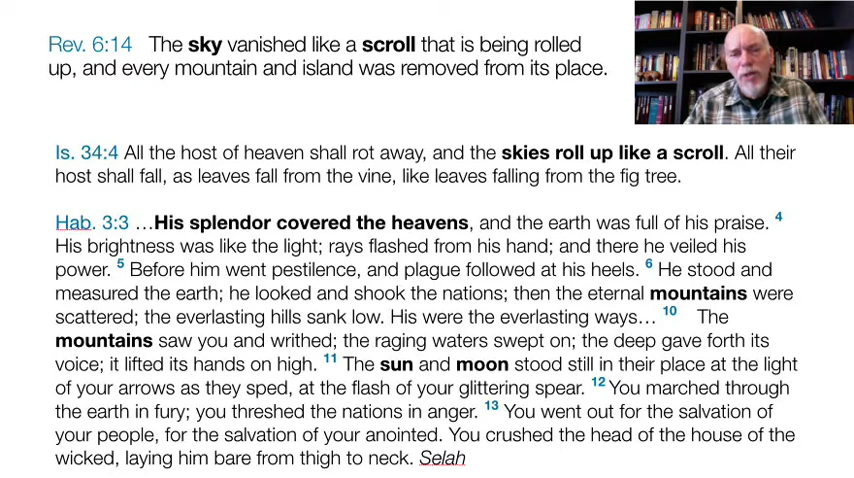 Rev. 6:14 The sky vanished like a scroll that is being rolled
up, and every mountain and island was removed from its place.
Is. 34:4 All the host of heaven shall rot away, and the skies roll up like a scroll. All their
host shall fall, as leaves fall from the vine, like leaves falling from the fig tree.
Hab. 3:3 …His splendor covered the heavens, and the earth was full of his praise. 4
His brightness was like the light; rays flashed from his hand; and there he veiled his
power. 5 Before him went pestilence, and plague followed at his heels. 6 He stood and
measured the earth; he looked and shook the nations; then the eternal mountains were
scattered; the everlasting hills sank low. His were the everlasting ways… 10 The
mountains saw you and writhed; the raging waters swept on; the deep gave forth its
voice; it lifted its hands on high. 11 The sun and moon stood still in their place at the light
of your arrows as they sped, at the flash of your glittering spear. 12 You marched through
the earth in fury; you threshed the nations in anger. 13 You went out for the salvation of
your people, for the salvation of your anointed. You crushed the head of the house of the
wicked, laying him bare from thigh to neck. Selah